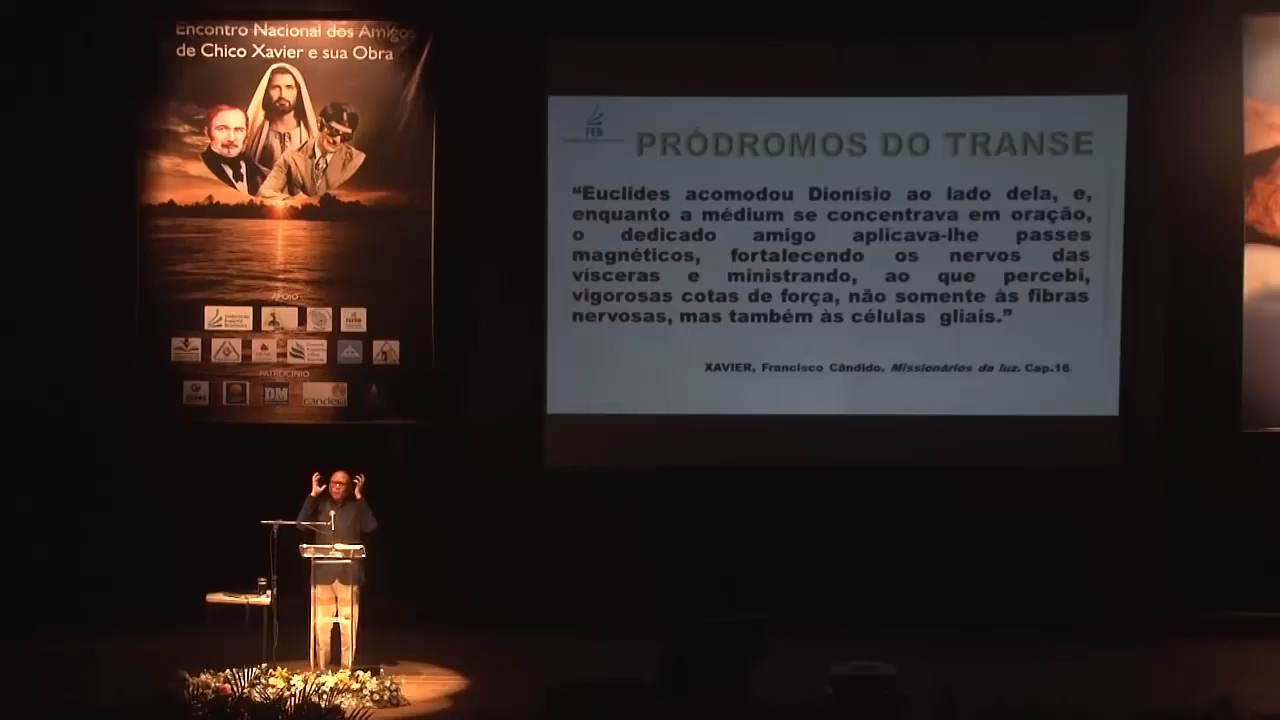 Encontro Nacional dos Amigos
de Chico Xavier e sua Obra
APOIO
PATROCÍNIO
DM
candeia
FEB
PRÓDROMOS DO TRANSE
“Euclides acomodou Dionísio ao lado dela, e,
enquanto a médium se concentrava em oração,
o dedicado amigo aplicava-lhe passes
magnéticos, fortalecendo os nervos das
vísceras e ministrando, ao que percebi,
vigorosas cotas de força, não somente às fibras
nervosas, mas também às células gliais.”
XAVIER, Francisco Cândido. Missionários da luz. Cap.16